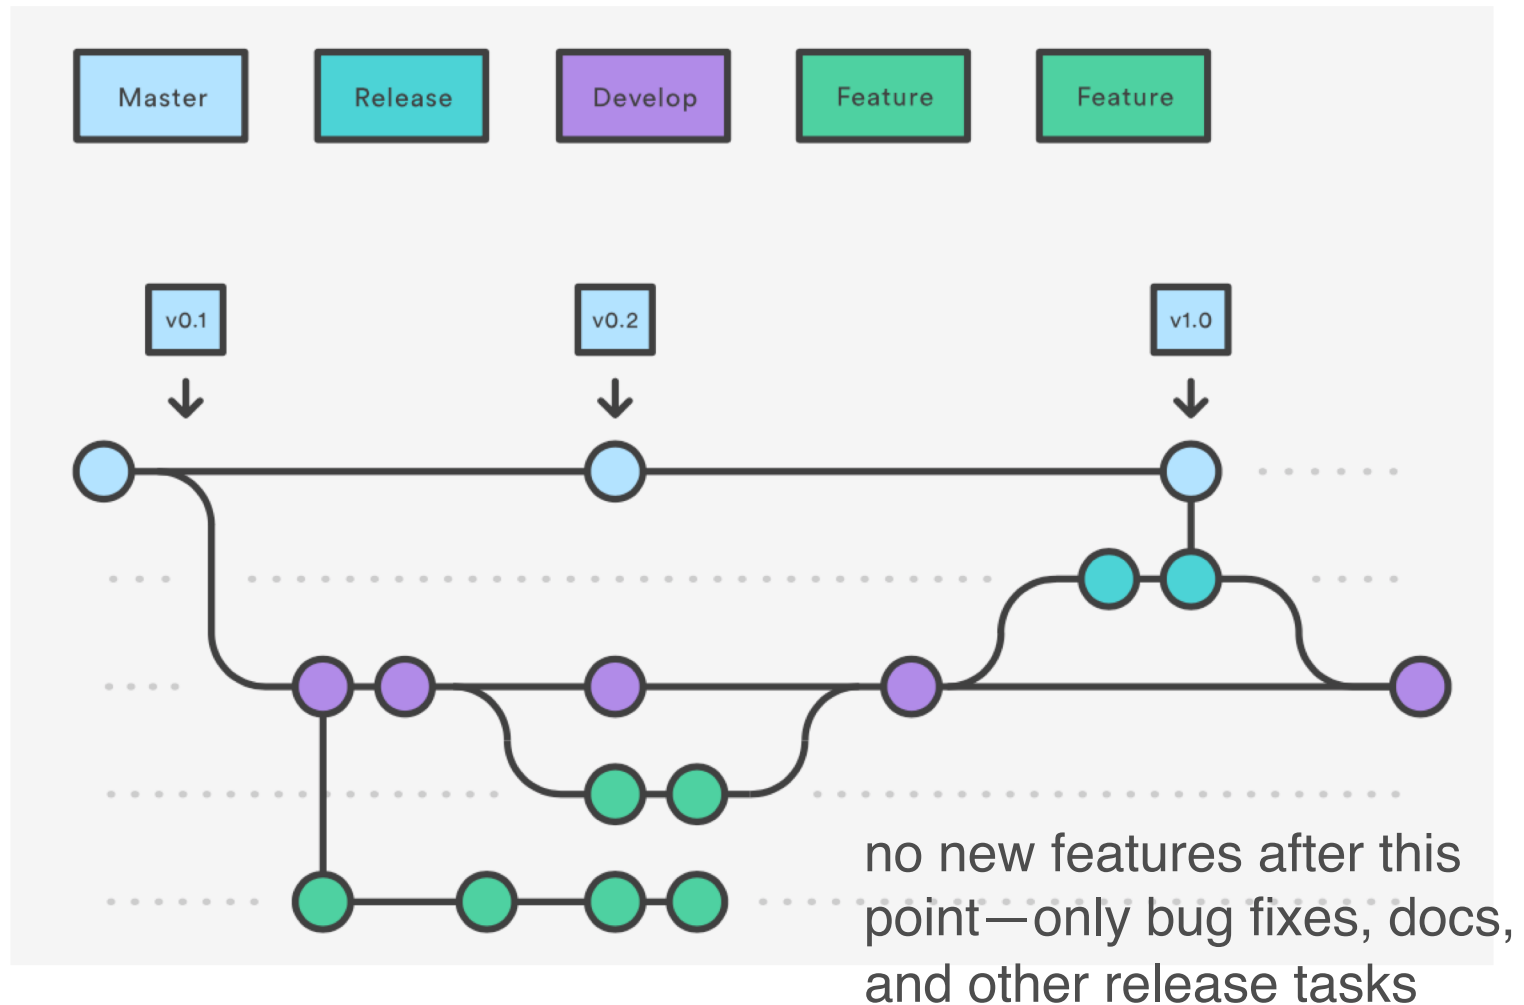 Master
Release
Develop
Feature
Feature
v0.1
v0.2
v1.0
no new features after this
point—only bug fixes, docs,
and other release tasks